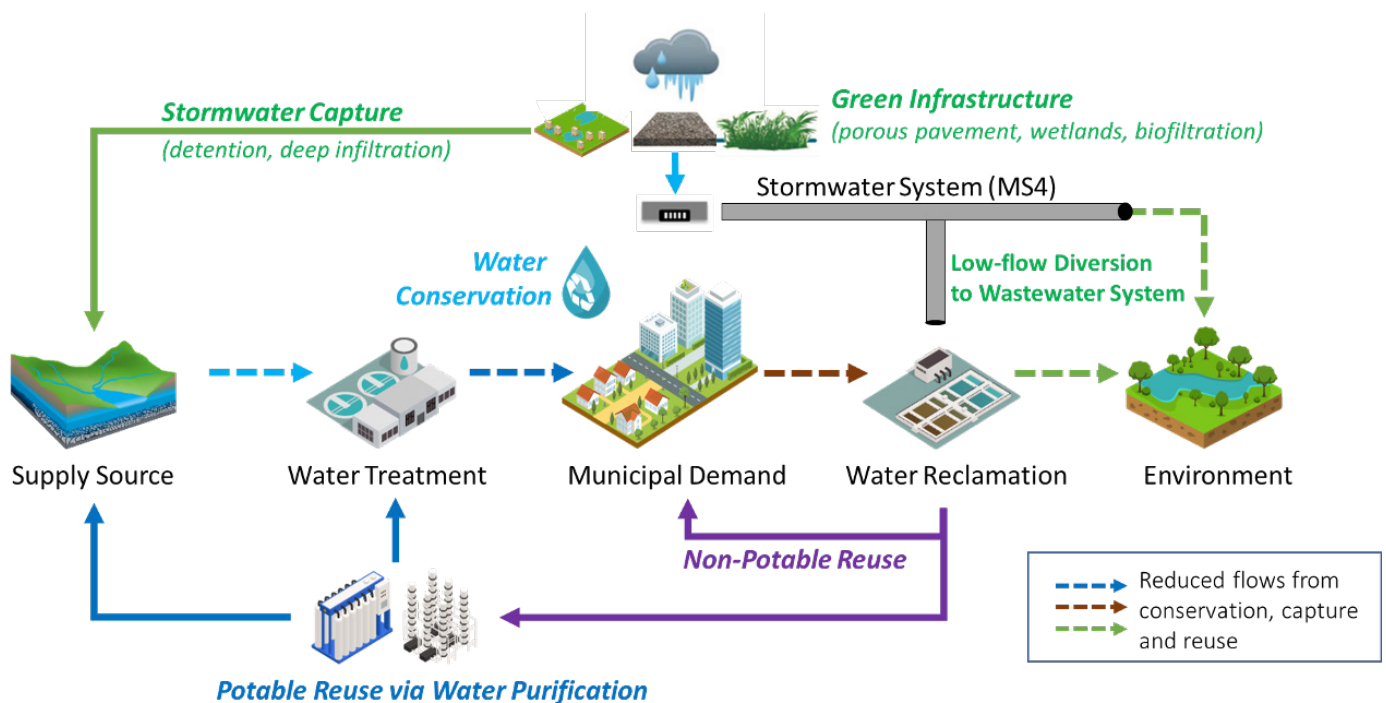 Stormwater Capture
(detention, deep infiltration)
Green Infrastructure
(porous pavement, wetlands, biofiltration)
Stormwater System (MS4)
Water
Conservation
Low-flow Diversion
to Wastewater System
Supply Source
Water Treatment
Municipal Demand
Water Reclamation
Environment
Non-Potable Reuse
Reduced flows from
conservation, capture
and reuse
Potable Reuse via Water Purification